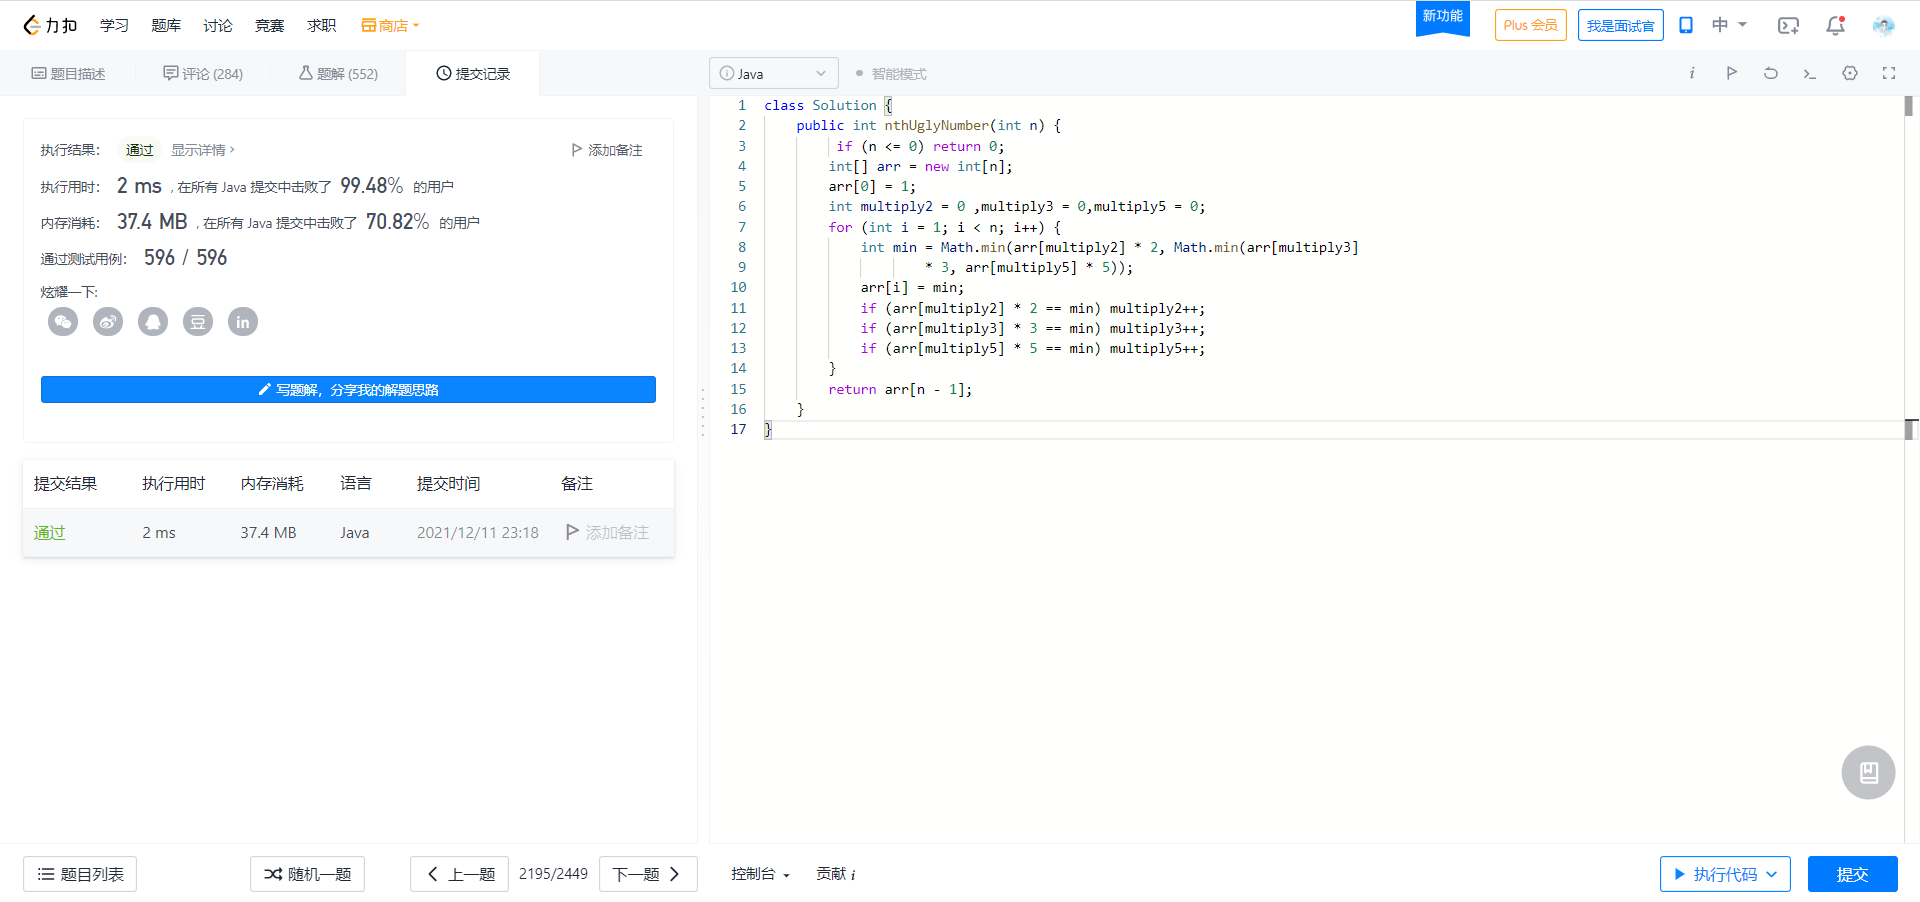 力扣 学习 题库 讨论 竞赛 求职 商店 新功能 Plus 会员 我是面试官 中
题目描述 评论 (284) 题解 (552) 提交记录
执行结果： 通过 显示详情 > 添加备注
执行用时： 2 ms , 在所有 Java 提交中击败了 99.48% 的用户
内存消耗： 37.4 MB , 在所有 Java 提交中击败了 70.82% 的用户
通过测试用例： 596 / 596
炫耀一下:
in
写题解，分享我的解题思路
提交结果 执行用时 内存消耗 语言 提交时间 备注
通过 2 ms 37.4 MB Java 2021/12/11 23:18 添加备注
Java 智能模式
1 class Solution {
2 public int nthUglyNumber(int n) {
3 if (n <= 0) return 0;
4 int[] arr = new int[n];
5 arr[0] = 1;
6 int multiply2 = 0 ,multiply3 = 0,multiply5 = 0;
7 for (int i = 1; i < n; i++) {
8 int min = Math.min(arr[multiply2] * 2, Math.min(arr[multiply3]
9 * 3, arr[multiply5] * 5));
10 arr[i] = min;
11 if (arr[multiply2] * 2 == min) multiply2++;
12 if (arr[multiply3] * 3 == min) multiply3++;
13 if (arr[multiply5] * 5 == min) multiply5++;
14 }
15 return arr[n - 1];
16 }
17 }
题目列表 随机一题 上一题 2195/2449 下一题 控制台 贡献 i 执行代码 提交